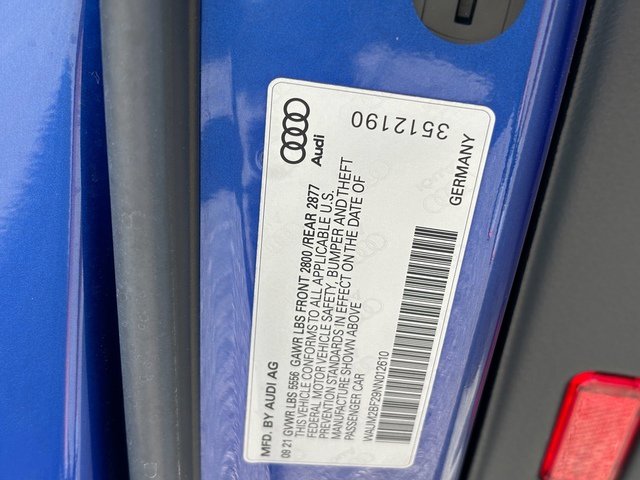 3512190
Audi
GERMANY
MFD. BY AUDI AG
09 21 GVWR LBS 5556 GAWR LBS FRONT 2800 /REAR 2877
THIS VEHICLE CONFORMS TO ALL APPLICABLE U.S.
FEDERAL MOTOR VEHICLE SAFETY, BUMPER AND THEFT
PREVENTION STANDARDS IN EFFECT ON THE DATE OF
MANUFACTURE SHOWN ABOVE
PASSENGER CAR
WAUM2BF29NN012610